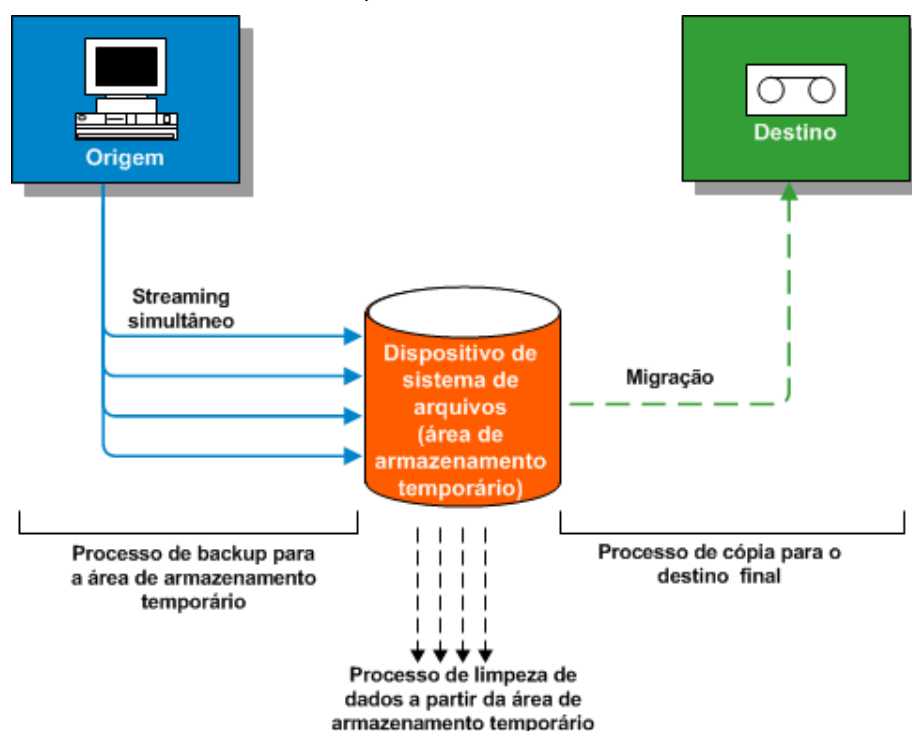 Origem
Destino
Streaming
simultâneo
Dispositivo de
sistema de
arquivos
(área de
armazenamento
temporário)
Migração
Processo de backup para
a área de armazenamento
temporário
Processo de cópia para o
destino final
Processo de limpeza de
dados a partir da área de
armazenamento temporário